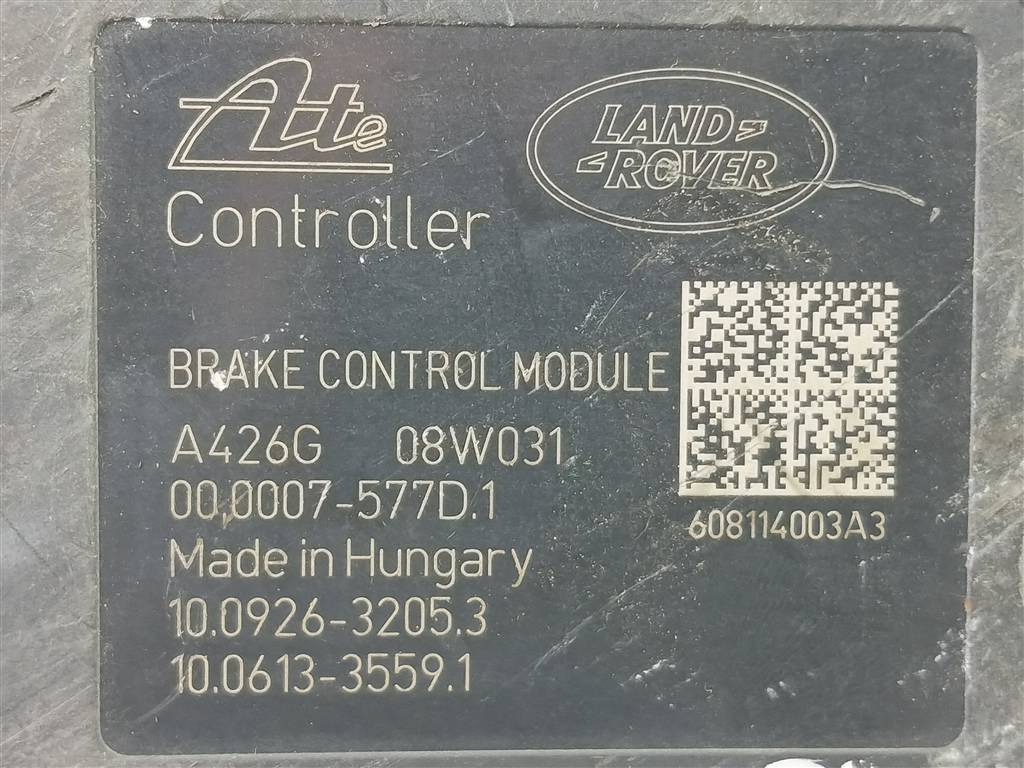 Ate
LAND
ROVER
Controller
BRAKE CONTROL MODULE
A426G 08W031
00.0007-577D.1
608114003A3
Made in Hungary
10.0926-3205.3
10.0613-3559.1